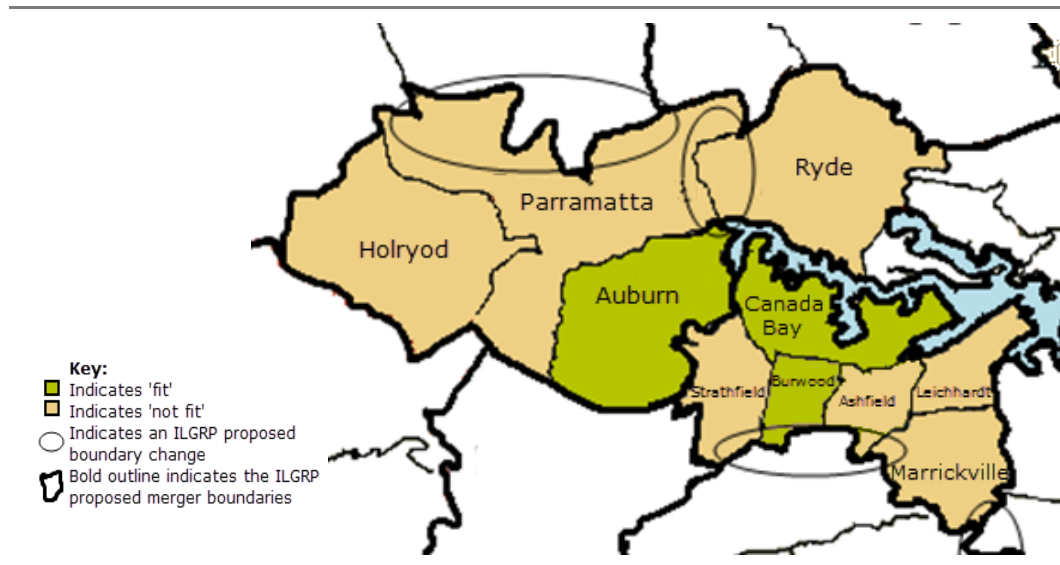 Ryde
Parramatta
Holryod
Auburn
Canada
Bay
Strathfield
Burwood
Ashfield
Leichhardt
Marrickville
Key:
Indicates 'fit'
Indicates 'not fit'
Indicates an ILGRP proposed
boundary change
Bold outline indicates the ILGRP
proposed merger boundaries